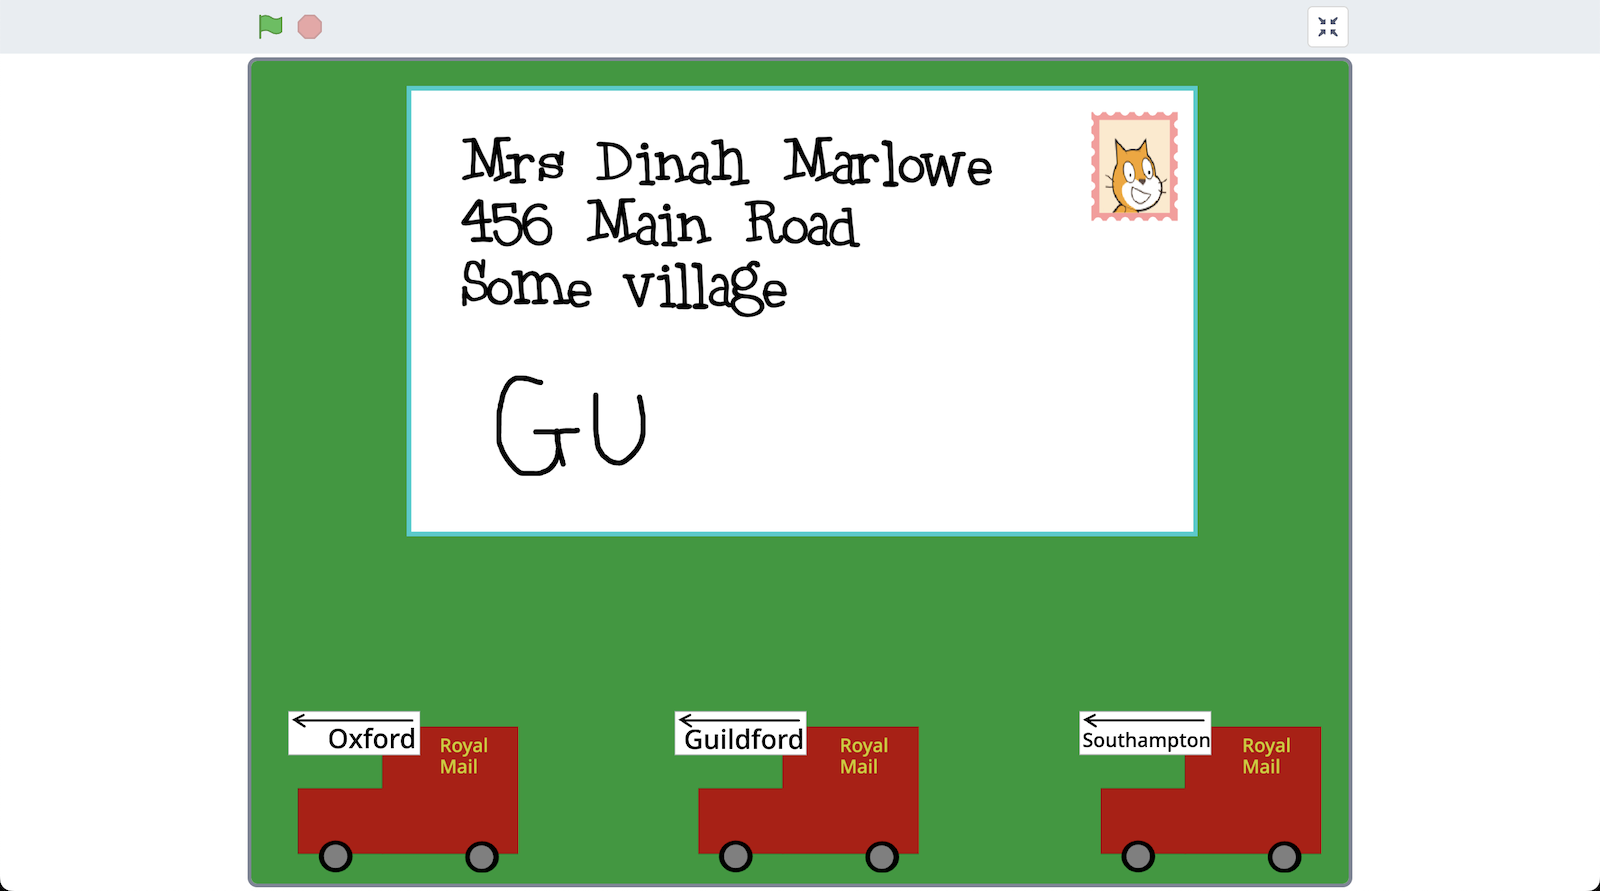 Mrs Dinah Marlowe
456 Main Road
Some village
GU
Oxford
Royal
Mail
Guildford
Royal
Mail
Southampton
Royal
Mail